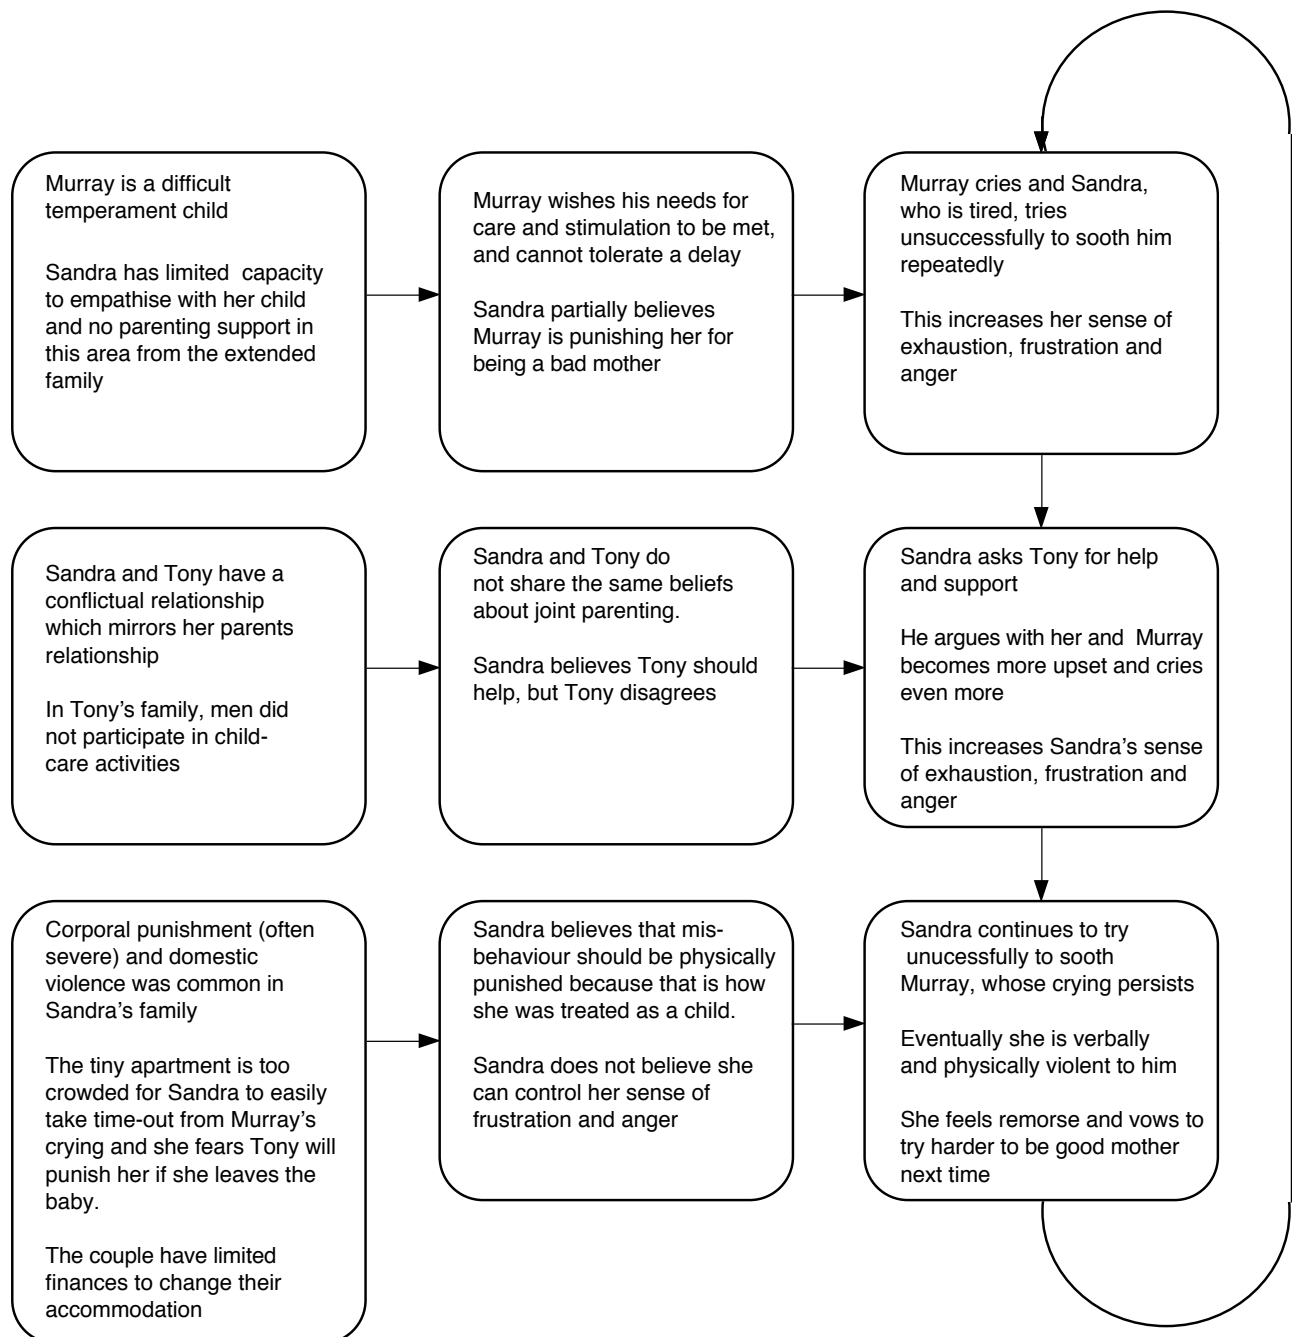 Murray is a difficult
temperament child
Sandra has limited capacity
to empathise with her child
and no parenting support in
this area from the extended
family
Murray wishes his needs for
care and stimulation to be met,
and cannot tolerate a delay
Sandra partially believes
Murray is punishing her for
being a bad mother
Murray cries and Sandra,
who is tired, tries
unsuccessfully to sooth him
repeatedly
This increases her sense of
exhaustion, frustration and
anger
Sandra and Tony have a
conflictual relationship
which mirrors her parents
relationship
In Tony’s family, men did
not participate in child-
care activities
Sandra and Tony do
not share the same beliefs
about joint parenting.
Sandra believes Tony should
help, but Tony disagrees
Sandra asks Tony for help
and support
He argues with her and Murray
becomes more upset and cries
even more
This increases Sandra’s sense
of exhaustion, frustration and
anger
Corporal punishment (often
severe) and domestic
violence was common in
Sandra’s family
The tiny apartment is too
crowded for Sandra to easily
take time-out from Murray’s
crying and she fears Tony will
punish her if she leaves the
baby.
The couple have limited
finances to change their
accommodation
Sandra believes that mis-
behaviour should be physically
punished because that is how
she was treated as a child.
Sandra does not believe she
can control her sense of
frustration and anger
Sandra continues to try
unucessfully to sooth
Murray, whose crying persists
Eventually she is verbally
and physically violent to him
She feels remorse and vows to
try harder to be good mother
next time